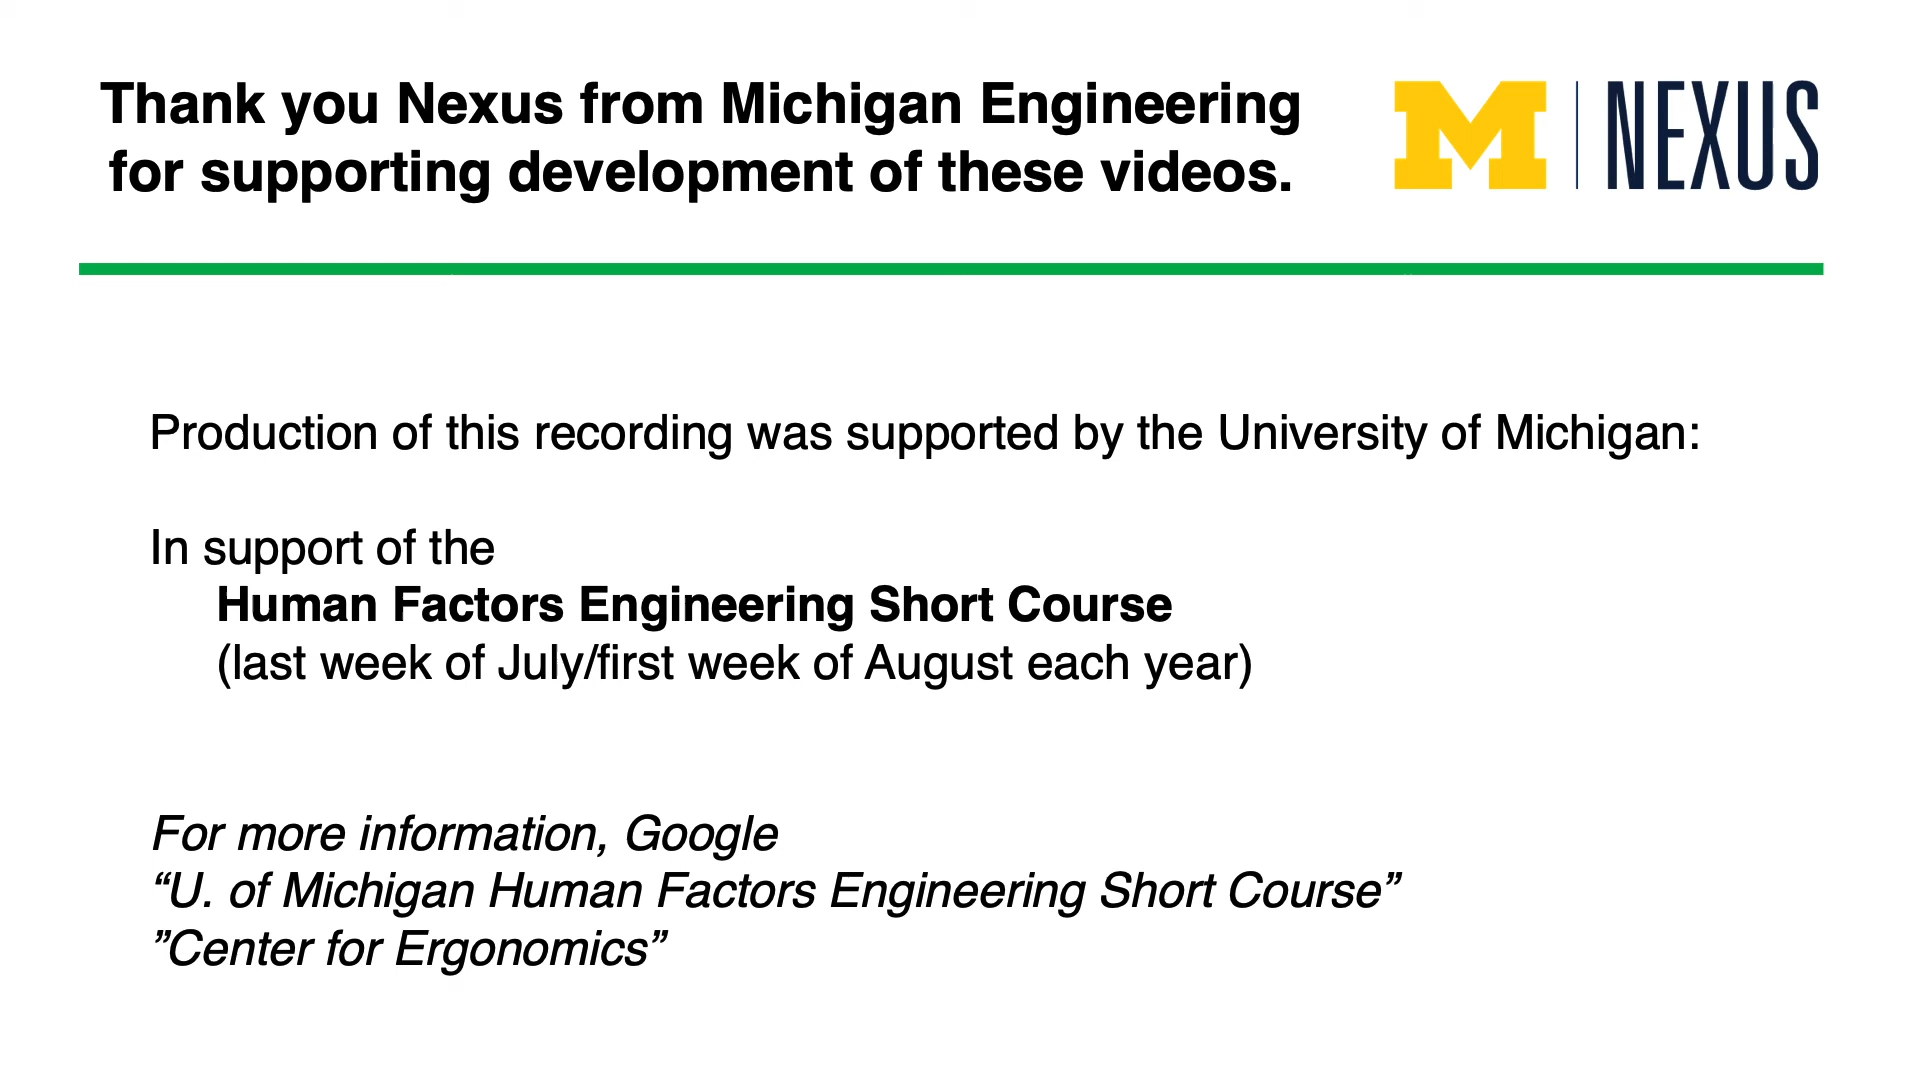 Thank you Nexus from Michigan Engineering
for supporting development of these videos.
M | NEXUS
Production of this recording was supported by the University of Michigan:
In support of the
Human Factors Engineering Short Course
(last week of July/first week of August each year)
For more information, Google
“U. of Michigan Human Factors Engineering Short Course”
”Center for Ergonomics”